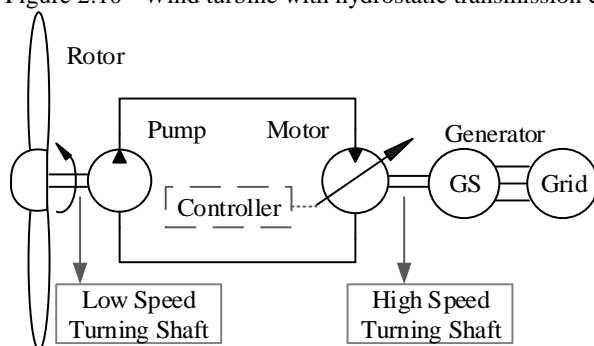 Figure 2.16 Wind turbine with hydrostatic transmission
Rotor
Pump
Motor
Generator
Controller
GS
Grid
Low Speed
Turning Shaft
High Speed
Turning Shaft